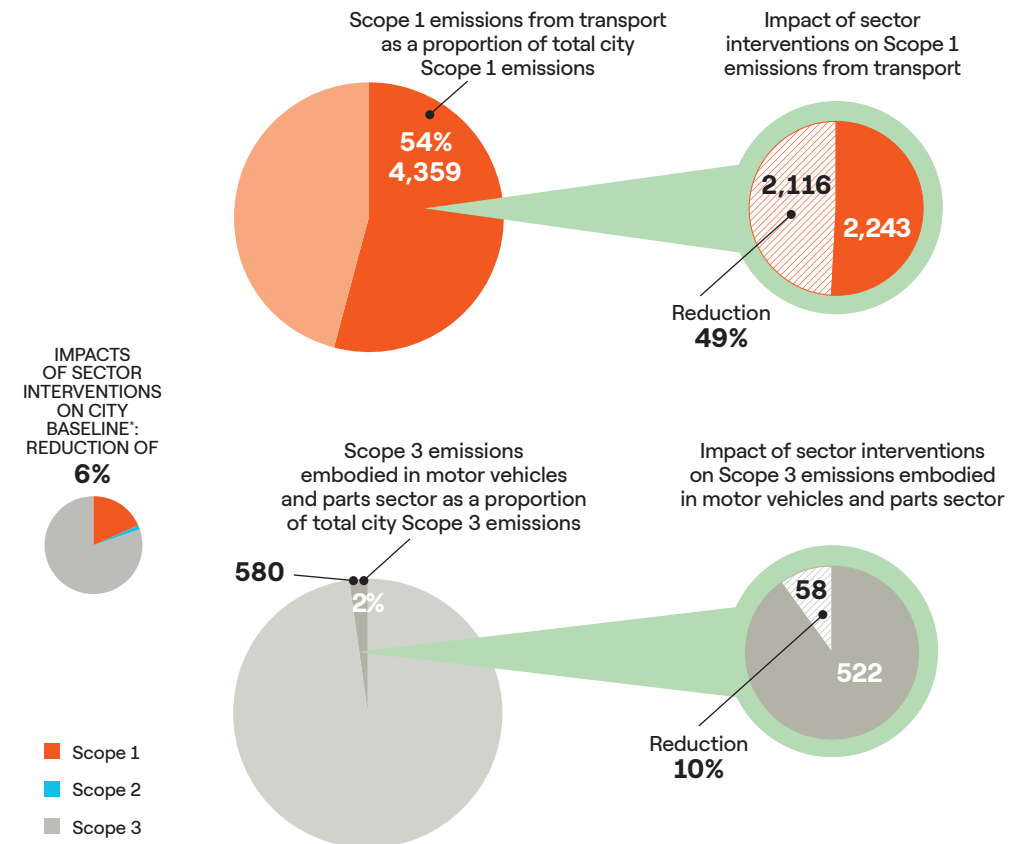 Scope 1 emissions from transport
as a proportion of total city
Scope 1 emissions
Impact of sector
interventions on Scope 1
emissions from transport
54%
4,359
2,116
2,243
Reduction
49%
IMPACTS
OF SECTOR
INTERVENTIONS
ON CITY
BASELINE*:
REDUCTION OF
6%
Scope 3 emissions
embodied in motor vehicles
and parts sector as a proportion
of total city Scope 3 emissions
Impact of sector interventions
on Scope 3 emissions embodied
in motor vehicles and parts sector
580
2%
58
522
Reduction
10%
Scope 1
Scope 2
Scope 3